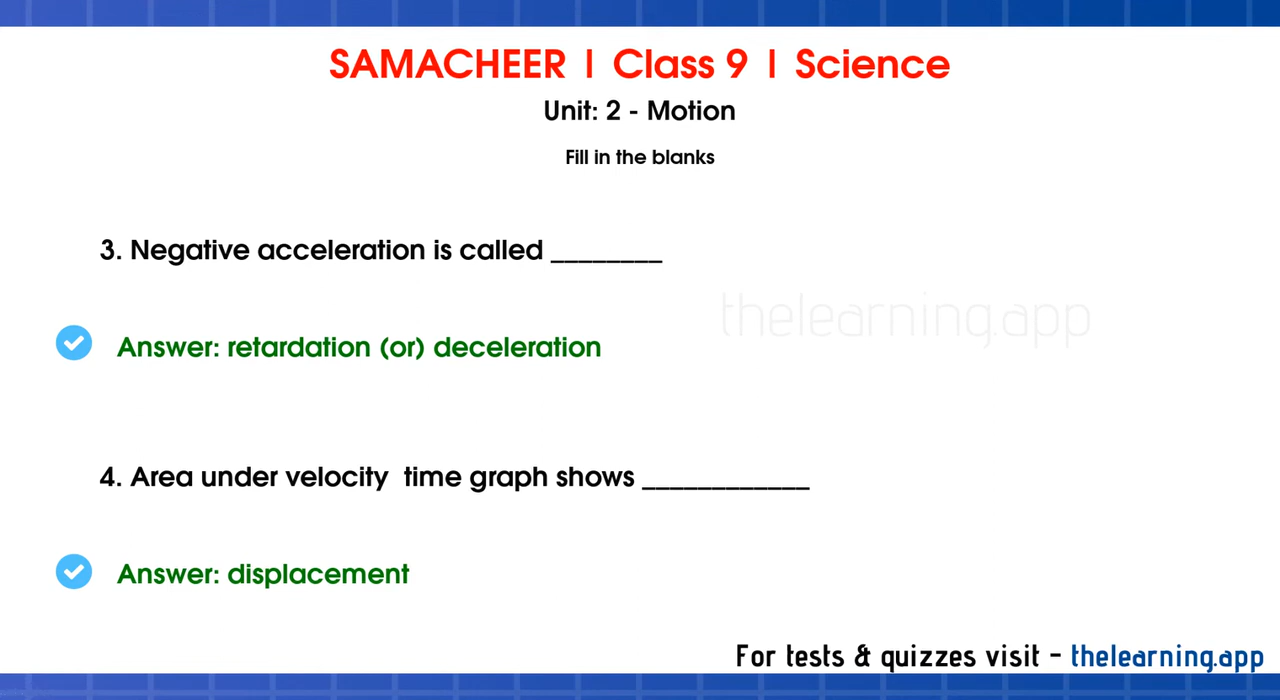 SAMACHEER | Class 9 | Science
Unit: 2 - Motion
Fill in the blanks
3. Negative acceleration is called ________
thelearning.app
Answer: retardation (or) deceleration
4. Area under velocity  time graph shows ____________
Answer: displacement
For tests & quizzes visit - thelearning.app